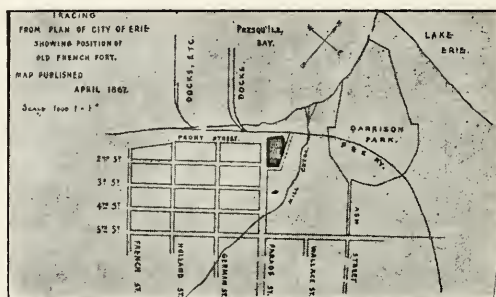 TRACING
FROM PLAN OF CITY OF ERIE
SHOWING POSITION OF
OLD FRENCH FORT.
MAP PUBLISHED
APRIL 1867.
DOCKS, ETC.
DOCKS.
PRESQU'ILE
BAY.
LAKE
ERIE.
GARRISON
PARK.
FRONT STREET.
2ND ST
3D ST
4TH ST
5TH ST
MILL CREEK
FRENCH ST.
HOLLAND ST.
GERMAN ST.
PARADE ST.
WALLACE ST.
ASH
STREET